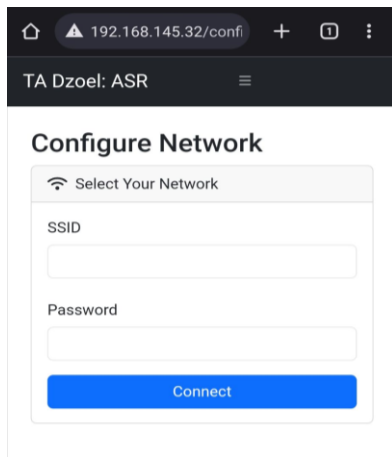 192.168.145.32/confi
1
TA Dzoel: ASR
Configure Network
Select Your Network
SSID
Password
Connect